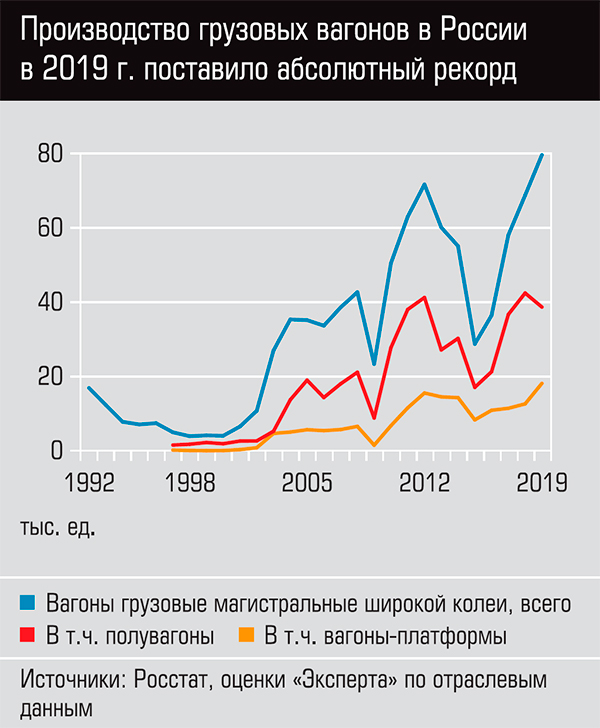 Производство грузовых вагонов в России
в 2019 г. поставило абсолютный рекорд
80
60
40
20
0
1992 1998 2005 2012 2019
тыс. ед.
Вагоны грузовые магистральные широкой колеи, всего
В т.ч. полувагоны В т.ч. вагоны-платформы
Источники: Росстат, оценки «Эксперта» по отраслевым
данным